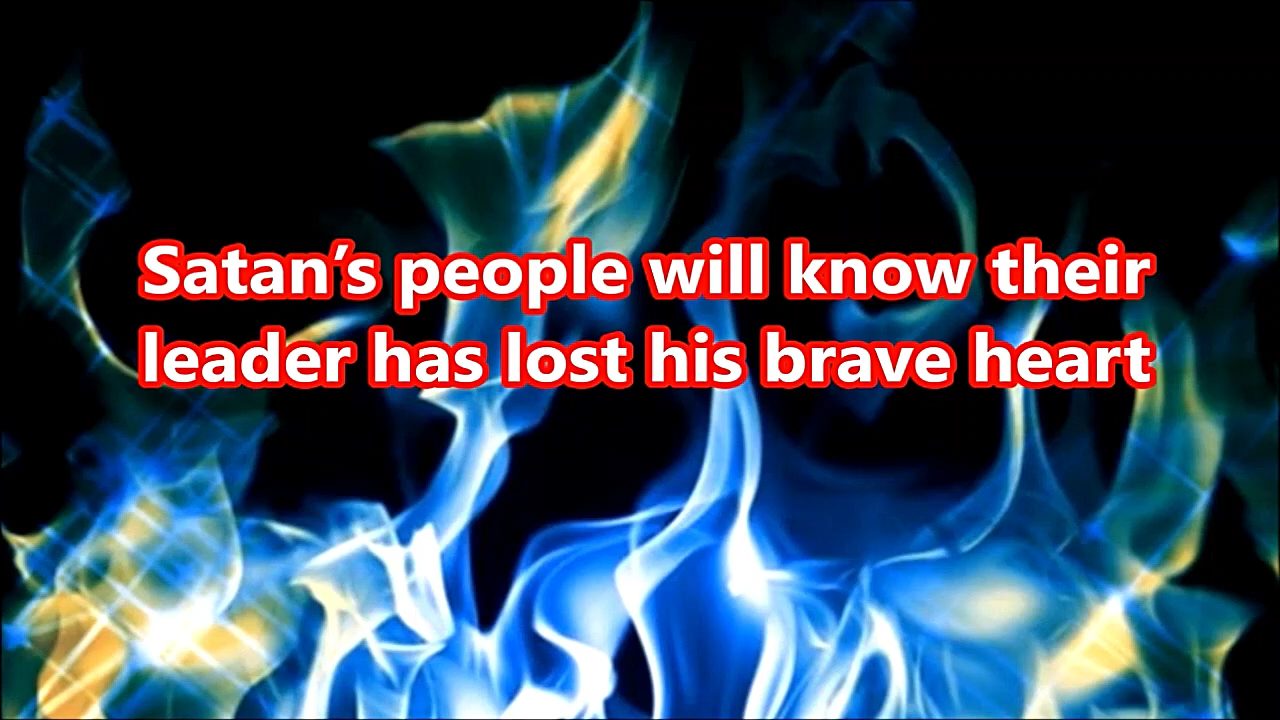 Satan’s people will know their
leader has lost his brave heart